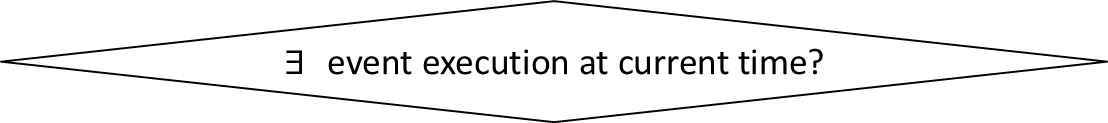 ∃ event execution at current time?